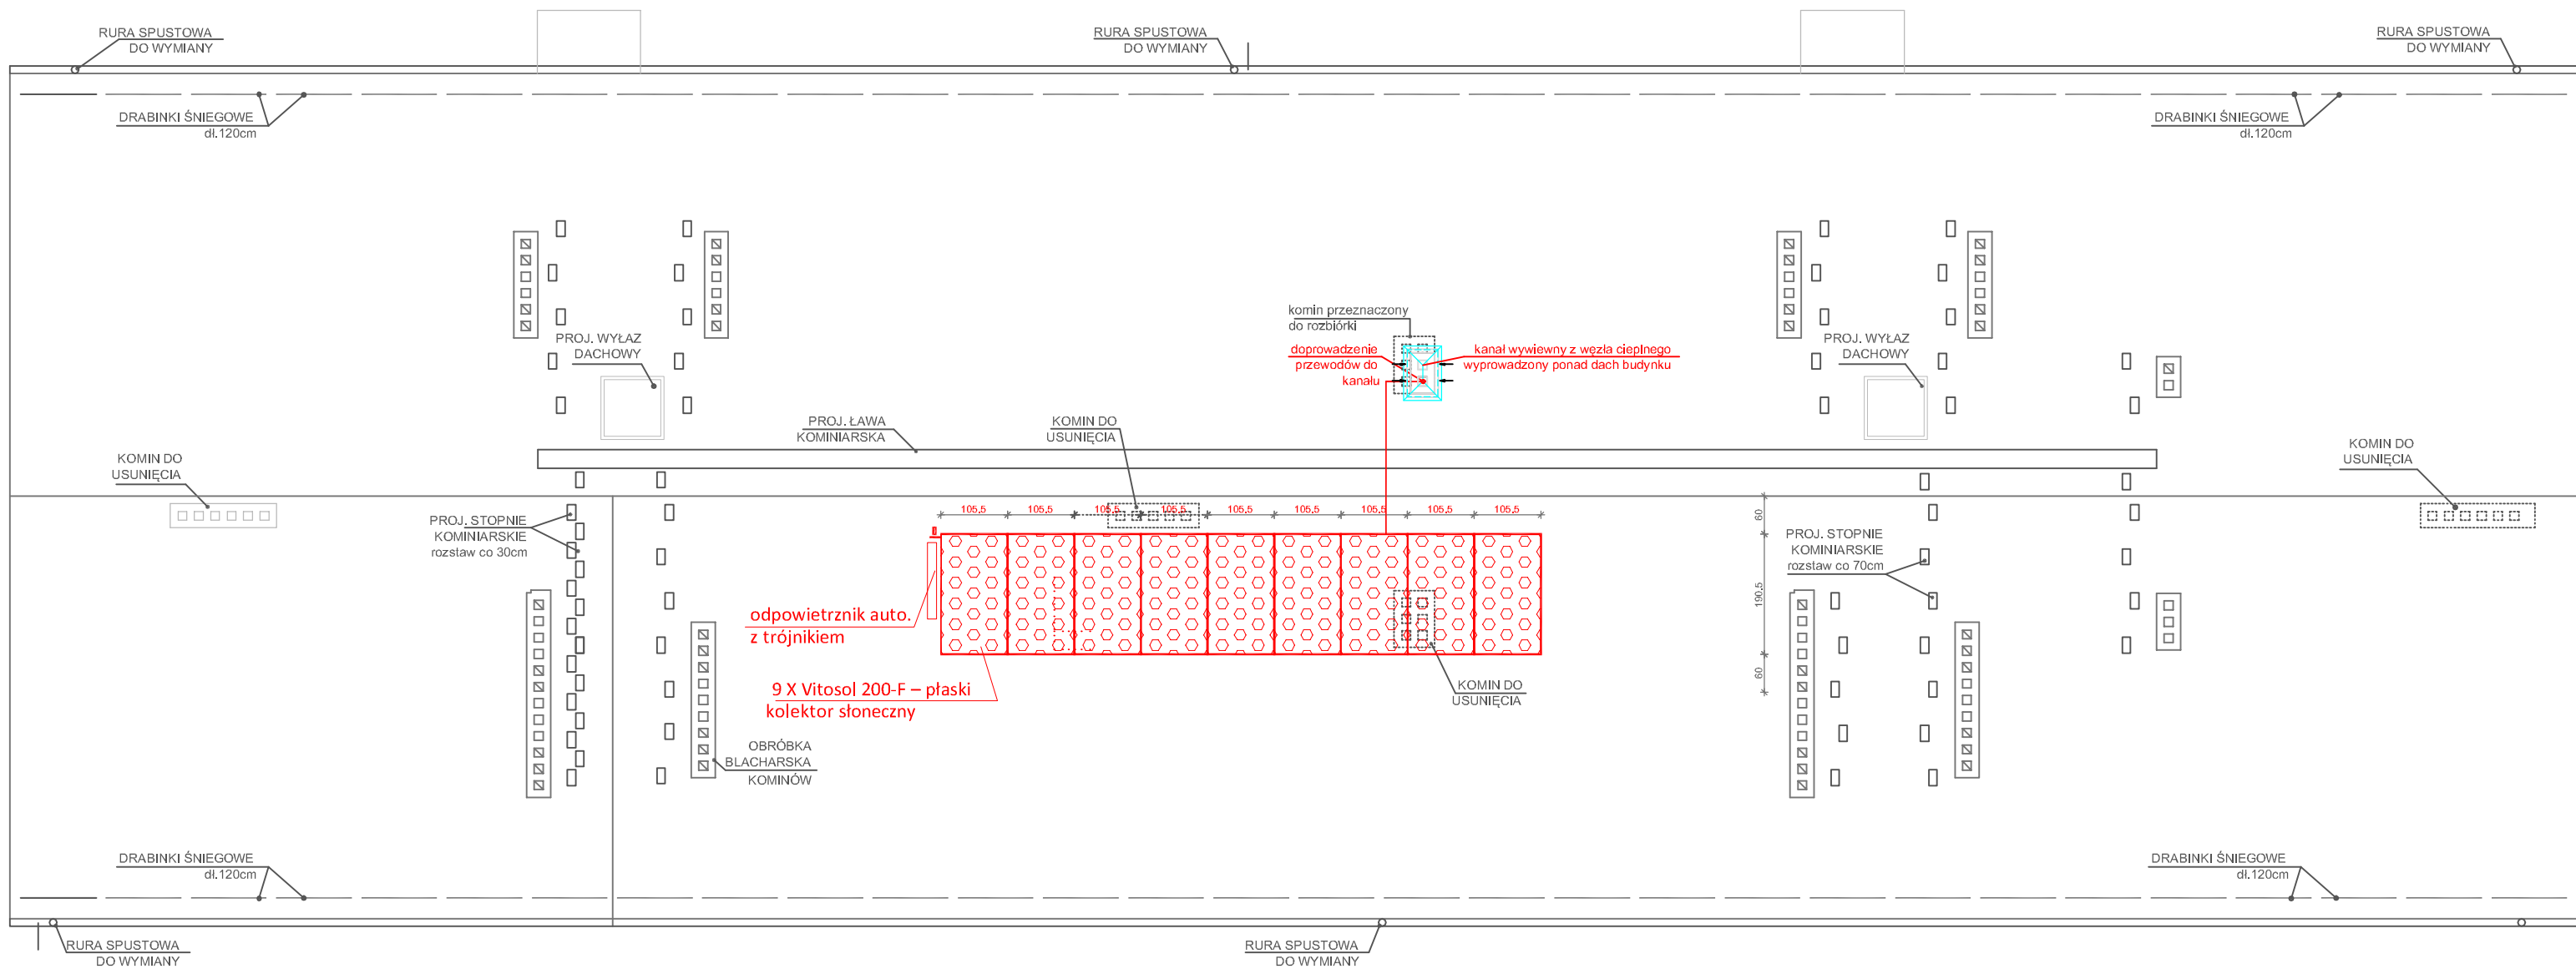 RURA SPUSTOWA
DO WYMIANY
RURA SPUSTOWA
DO WYMIANY
RURA SPUSTOWA
DO WYMIANY
DRABINKI ŚNIEGOWE
dł.120cm
DRABINKI ŚNIEGOWE
dł.120cm
komin przeznaczony
do rozbiórki
PROJ. WYŁAZ
DACHOWY
doprowadzenie
przewodów do
kanału
kanał wywiewny z węzła cieplnego
wyprowadzony ponad dach budynku
PROJ. WYŁAZ
DACHOWY
PROJ. ŁAWA
KOMINIARSKA
KOMIN DO
USUNIĘCIA
KOMIN DO
USUNIĘCIA
KOMIN DO
USUNIĘCIA
105,5 105,5 105,5 105,5 105,5 105,5 105,5 105,5 105,5
PROJ. STOPNIE
KOMINIARSKIE
rozstaw co 30cm
60
190,5
60
PROJ. STOPNIE
KOMINIARSKIE
rozstaw co 70cm
odpowietrznik auto.
z trójnikiem
9 X Vitosol 200-F – płaski
kolektor słoneczny
KOMIN DO
USUNIĘCIA
OBRÓBKA
BLACHARSKA
KOMINÓW
DRABINKI ŚNIEGOWE
dł.120cm
DRABINKI ŚNIEGOWE
dł.120cm
RURA SPUSTOWA
DO WYMIANY
RURA SPUSTOWA
DO WYMIANY